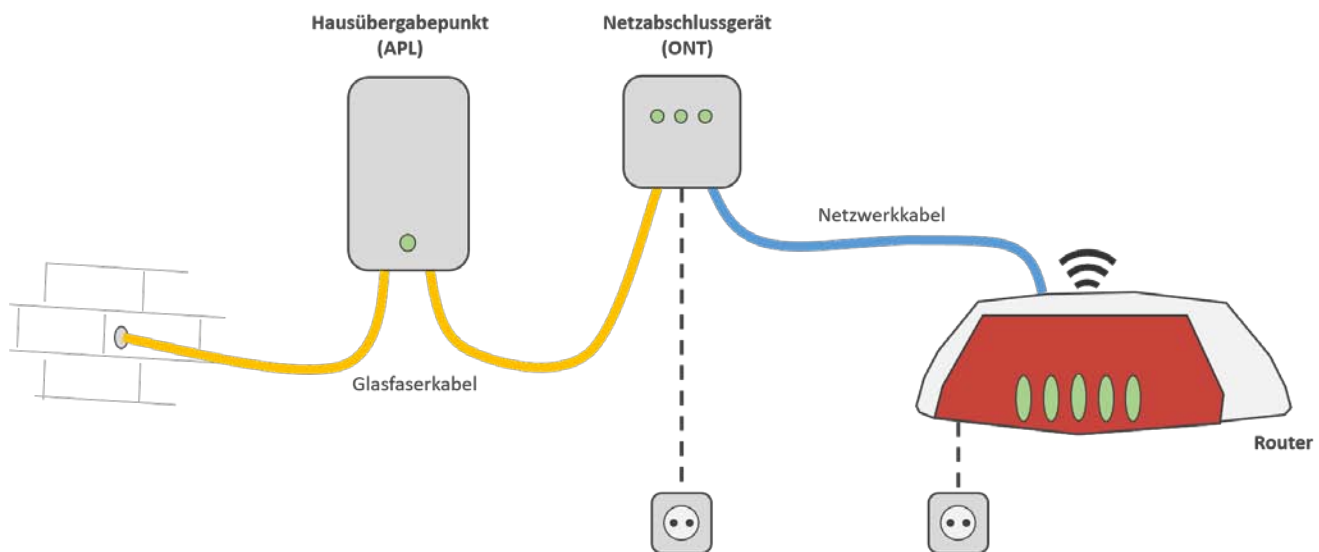 Hausübergabepunkt
(APL)
Netzabschlussgerät
(ONT)
Netzwerkkabel
Glasfaserkabel
Router